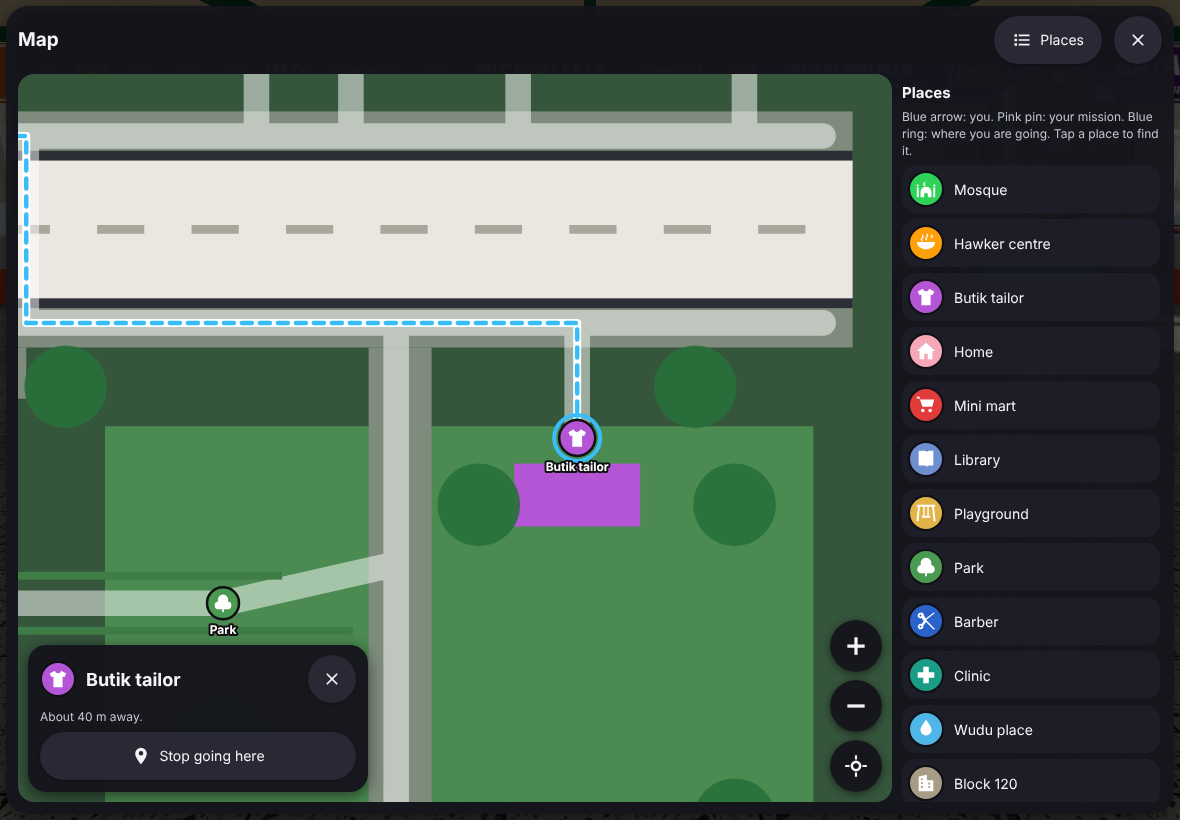 Map
Places
Places
Blue arrow: you. Pink pin: your mission. Blue
ring: where you are going. Tap a place to find
it.
Mosque
Hawker centre
Butik tailor
Home
Mini mart
Library
Playground
Park
Barber
Clinic
Wudu place
Block 120
Butik tailor
Park
Butik tailor
About 40 m away.
Stop going here